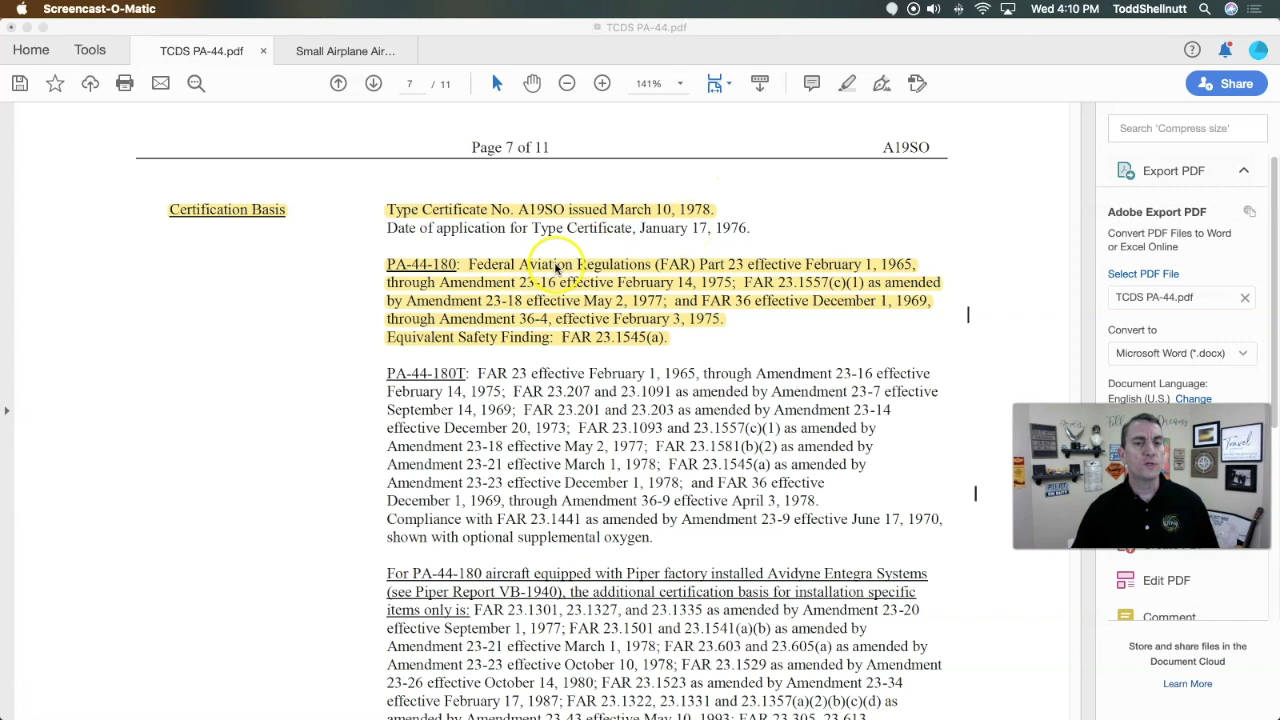 Screencast-O-Matic
Wed 4:10 PM ToddShellnutt
TCDS PA-44.pdf
Home Tools TCDS PA-44.pdf × Small Airplane Air...
7 / 11 141% Share
Page 7 of 11 A19SO
Certification Basis Type Certificate No. A19SO issued March 10, 1978.
Date of application for Type Certificate, January 17, 1976.
PA-44-180: Federal Aviation Regulations (FAR) Part 23 effective February 1, 1965,
through Amendment 23-16 effective February 14, 1975; FAR 23.1557(c)(1) as amended
by Amendment 23-18 effective May 2, 1977; and FAR 36 effective December 1, 1969,
through Amendment 36-4, effective February 3, 1975.
Equivalent Safety Finding: FAR 23.1545(a).
PA-44-180T: FAR 23 effective February 1, 1965, through Amendment 23-16 effective
February 14, 1975; FAR 23.207 and 23.1091 as amended by Amendment 23-7 effective
September 14, 1969; FAR 23.201 and 23.203 as amended by Amendment 23-14
effective December 20, 1973; FAR 23.1093 and 23.1557(c)(1) as amended by
Amendment 23-18 effective May 2, 1977; FAR 23.1581(b)(2) as amended by
Amendment 23-21 effective March 1, 1978; FAR 23.1545(a) as amended by
Amendment 23-23 effective December 1, 1978; and FAR 36 effective
December 1, 1969, through Amendment 36-9 effective April 3, 1978.
Compliance with FAR 23.1441 as amended by Amendment 23-9 effective June 17, 1970,
shown with optional supplemental oxygen.
For PA-44-180 aircraft equipped with Piper factory installed Avidyne Entegra Systems
(see Piper Report VB-1940), the additional certification basis for installation specific
items only is: FAR 23.1301, 23.1327, and 23.1335 as amended by Amendment 23-20
effective September 1, 1977; FAR 23.1501 and 23.1541(a)(b) as amended by
Amendment 23-21 effective March 1, 1978; FAR 23.603 and 23.605(a) as amended by
Amendment 23-23 effective October 10, 1978; FAR 23.1529 as amended by Amendment
23-26 effective October 14, 1980; FAR 23.1523 as amended by Amendment 23-34
effective February 17, 1987; FAR 23.1322, 23.1331 and 23.1357(a)(2)(b)(c)(d) as
amended by Amendment 23-43 effective May 10, 1993; FAR 23.305, 23.613,
Search 'Compress size'
Export PDF
Adobe Export PDF
Convert PDF Files to Word
or Excel Online
Select PDF File
TCDS PA-44.pdf ×
Convert to
Microsoft Word (*.docx)
Document Language:
English (U.S.) Change
Travel
Edit PDF
Comment
Store and share files in the
Document Cloud
Learn More